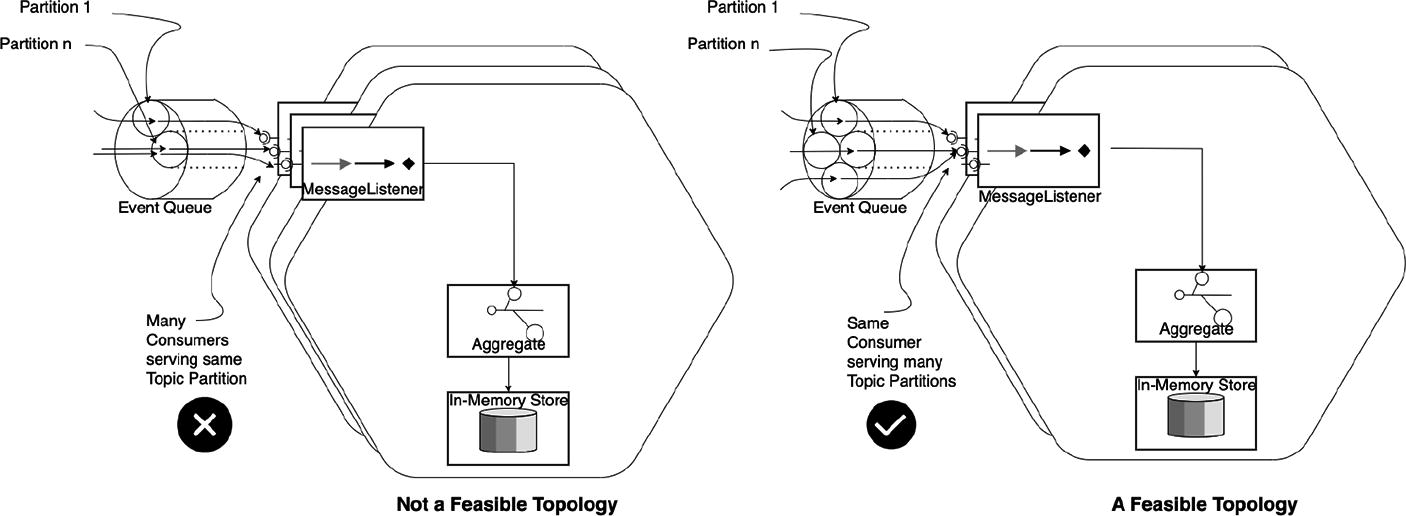 Partition 1
Partition n
Event Queue
MessageListener
Many
Consumers
serving same
Topic Partition
Aggregate
In-Memory Store
Not a Feasible Topology
Partition 1
Partition n
Event Queue
MessageListener
Same
Consumer
serving many
Topic Partitions
Aggregate
In-Memory Store
A Feasible Topology